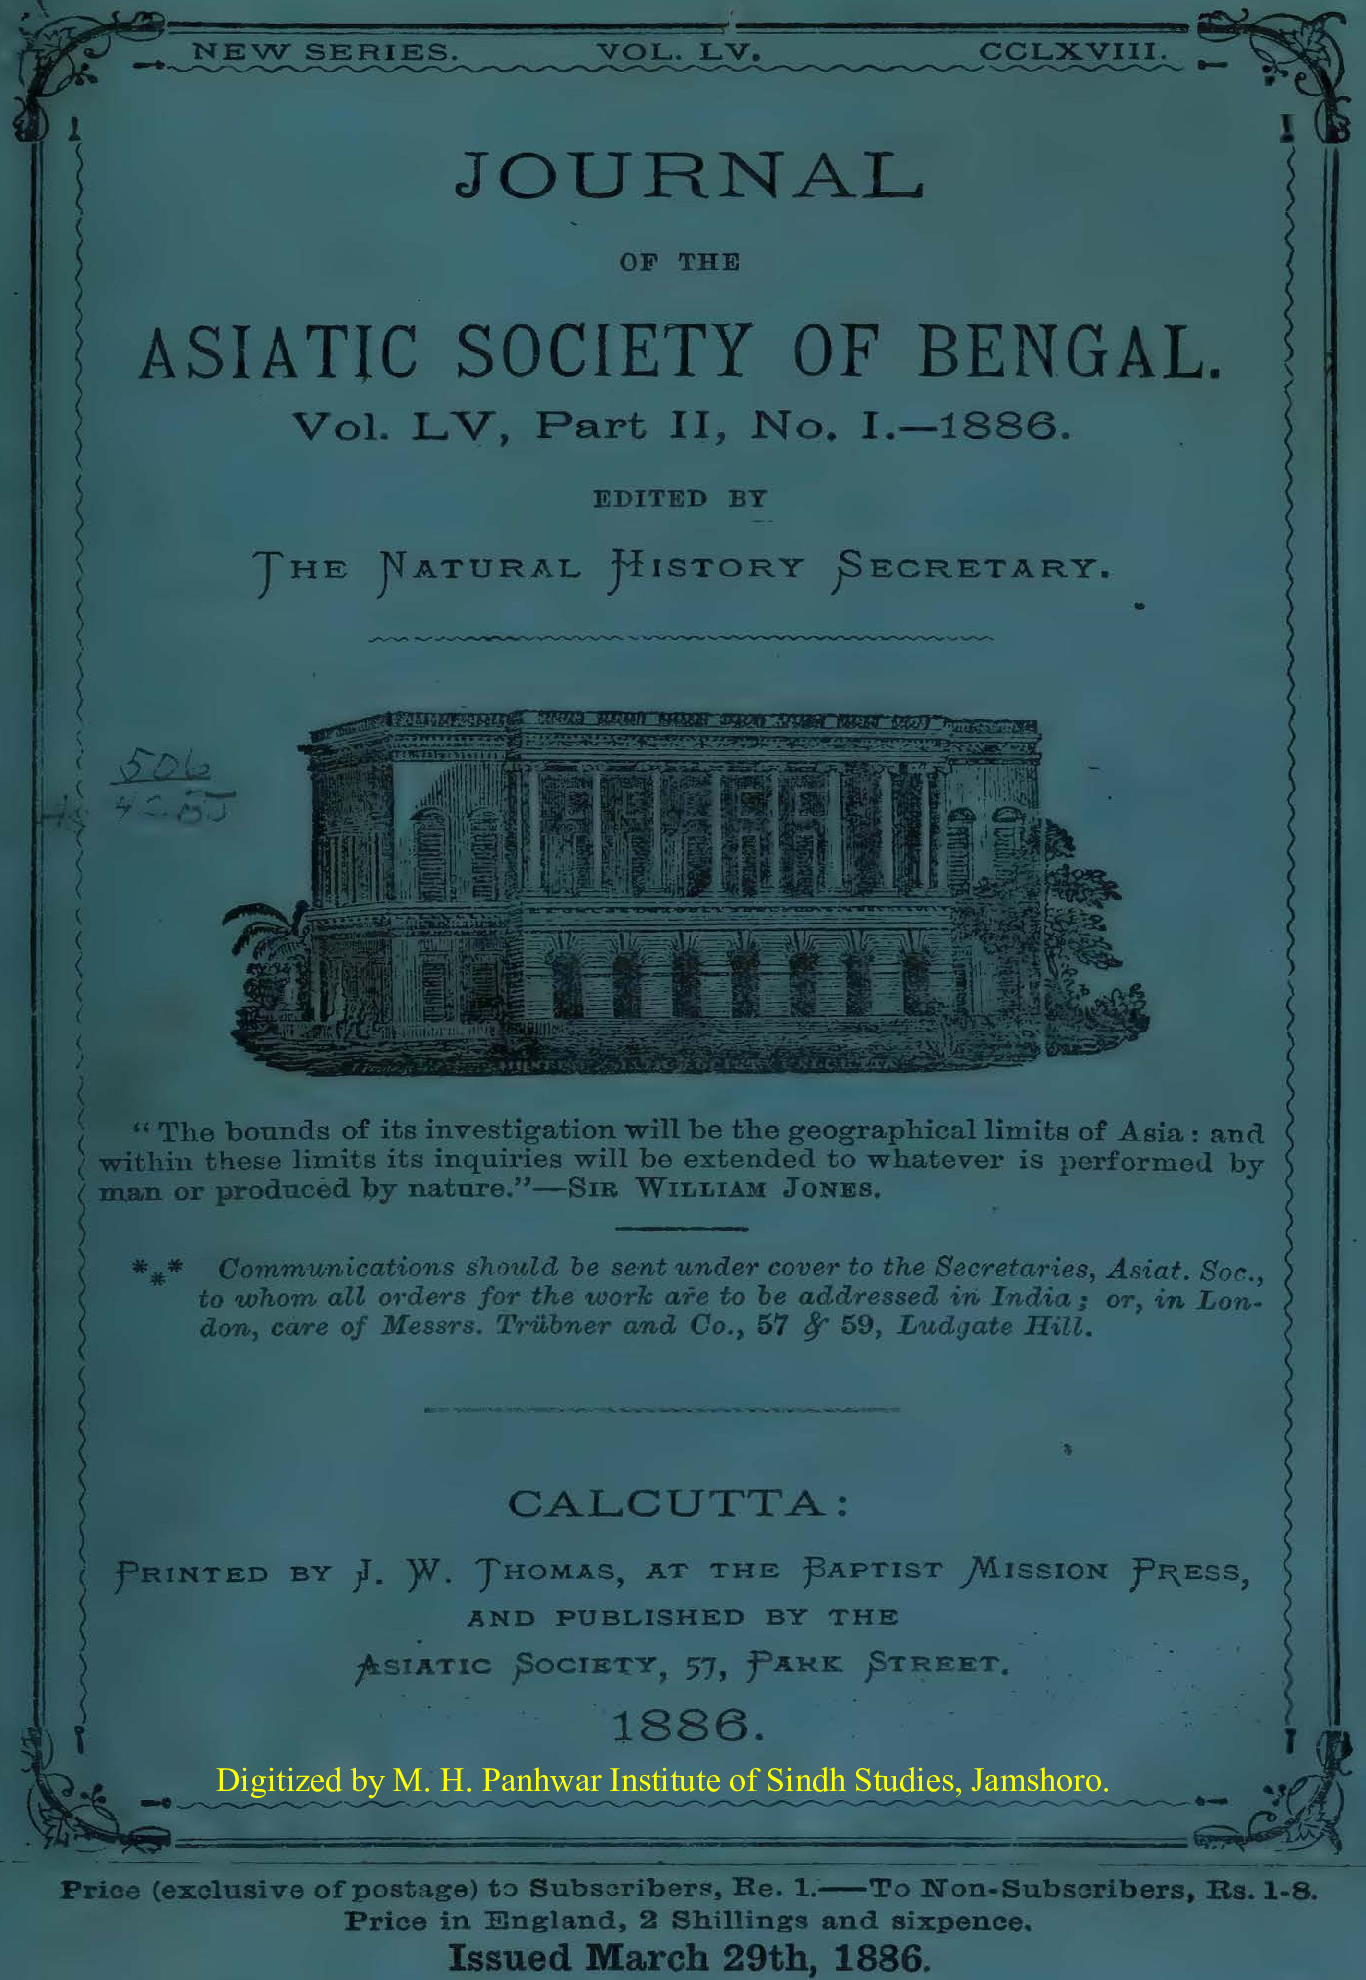 NEW SERIES. VOL. LV. CCLXVIII.
JOURNAL
OF THE
ASIATIC SOCIETY OF BENGAL.
Vol. LV, Part II, No. I.—1886.
EDITED BY
THE NATURAL HISTORY SECRETARY.
506
“The bounds of its investigation will be the geographical limits of Asia: and
within these limits its inquiries will be extended to whatever is performed by
man or produced by nature.”—SIR WILLIAM JONES.
*** Communications should be sent under cover to the Secretaries, Asiat. Soc.,
to whom all orders for the work are to be addressed in India; or, in Lon-
don, care of Messrs. Trübner and Co., 57 & 59, Ludgate Hill.
CALCUTTA:
PRINTED BY J. W. THOMAS, AT THE BAPTIST MISSION PRESS,
AND PUBLISHED BY THE
ASIATIC SOCIETY, 57, PARK STREET.
1886.
Digitized by M. H. Panhwar Institute of Sindh Studies, Jamshoro.
Price (exclusive of postage) to Subscribers, Re. 1.—To Non-Subscribers, Rs. 1-8.
Price in England, 2 Shillings and sixpence.
Issued March 29th, 1886.